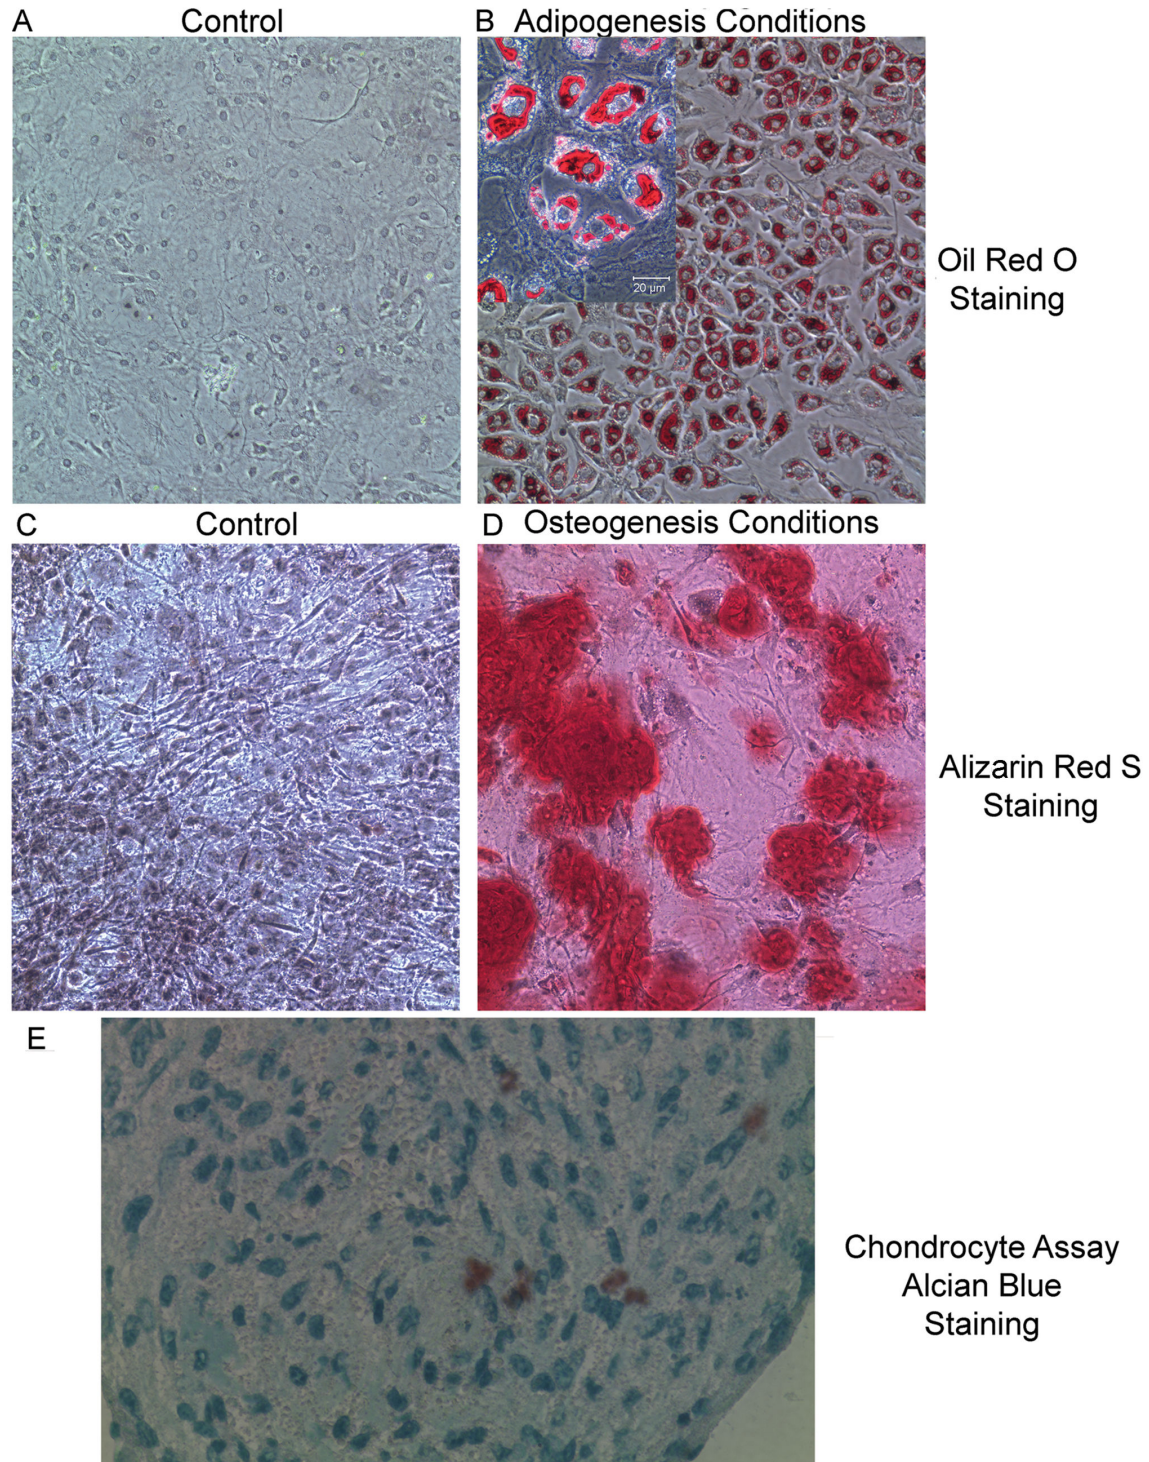 A Control
B Adipogenesis Conditions
20 µm
Oil Red O
Staining
C Control
D Osteogenesis Conditions
Alizarin Red S
Staining
E
Chondrocyte Assay
Alcian Blue
Staining